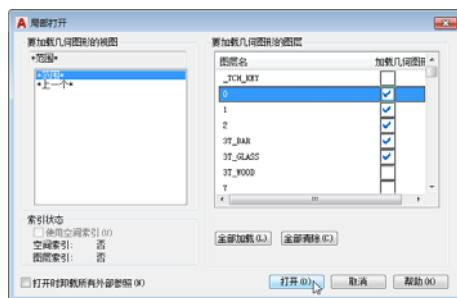 局部打开
要加载几何图形的视图
*范围*
*范围*
*上一个*
要加载几何图形的图层
图层名 加载几何图形
_TCH_KEY
0
1
2
3T_BAR
3T_GLASS
3T_WOOD
7
索引状态
使用空间索引(U)
空间索引: 否
图层索引: 否
全部加载(L) 全部清除(C)
打开时卸载所有外部参照(X)
打开(O) 取消 帮助(H)